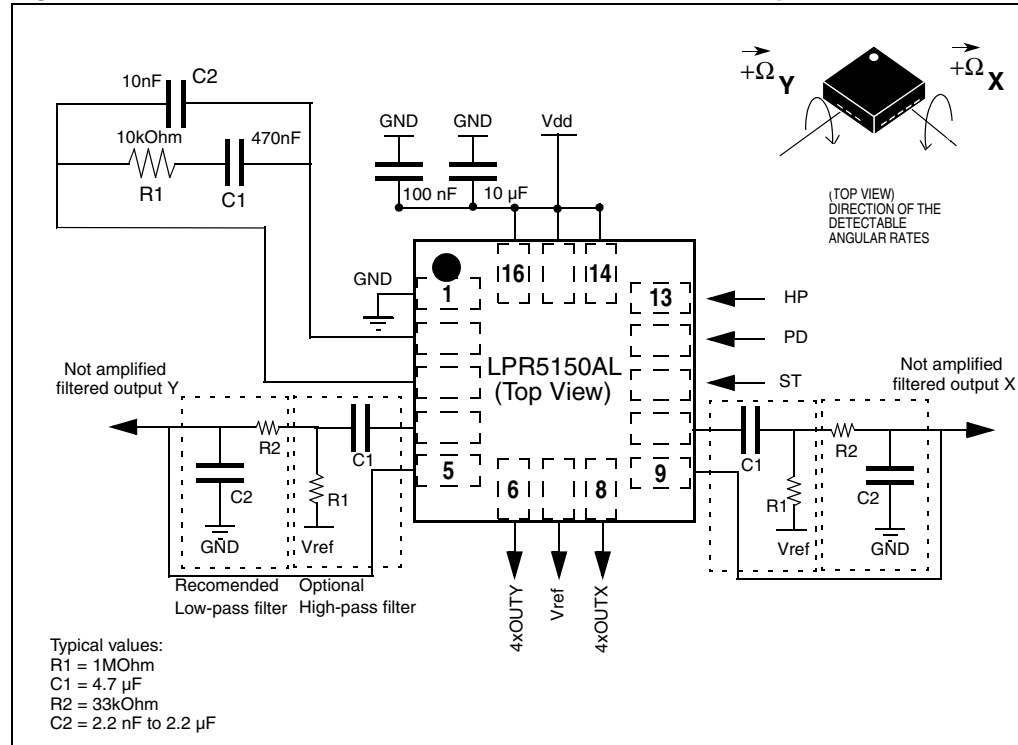 10nF
C2
10kOhm
470nF
R1
C1
GND
GND
Vdd
100 nF
10 µF
+Ω Y
+Ω X
(TOP VIEW)
DIRECTION OF THE
DETECTABLE
ANGULAR RATES
GND
1
16
14
13
HP
PD
ST
LPR5150AL
(Top View)
Not amplified
filtered output Y
Not amplified
filtered output X
R2
C1
C2
R1
GND
Vref
5
6
8
9
C1
R2
R1
C2
Vref
GND
Recomended
Low-pass filter
Optional
High-pass filter
4xOUTY
Vref
4xOUTX
Typical values:
R1 = 1MOhm
C1 = 4.7 µF
R2 = 33kOhm
C2 = 2.2 nF to 2.2 µF